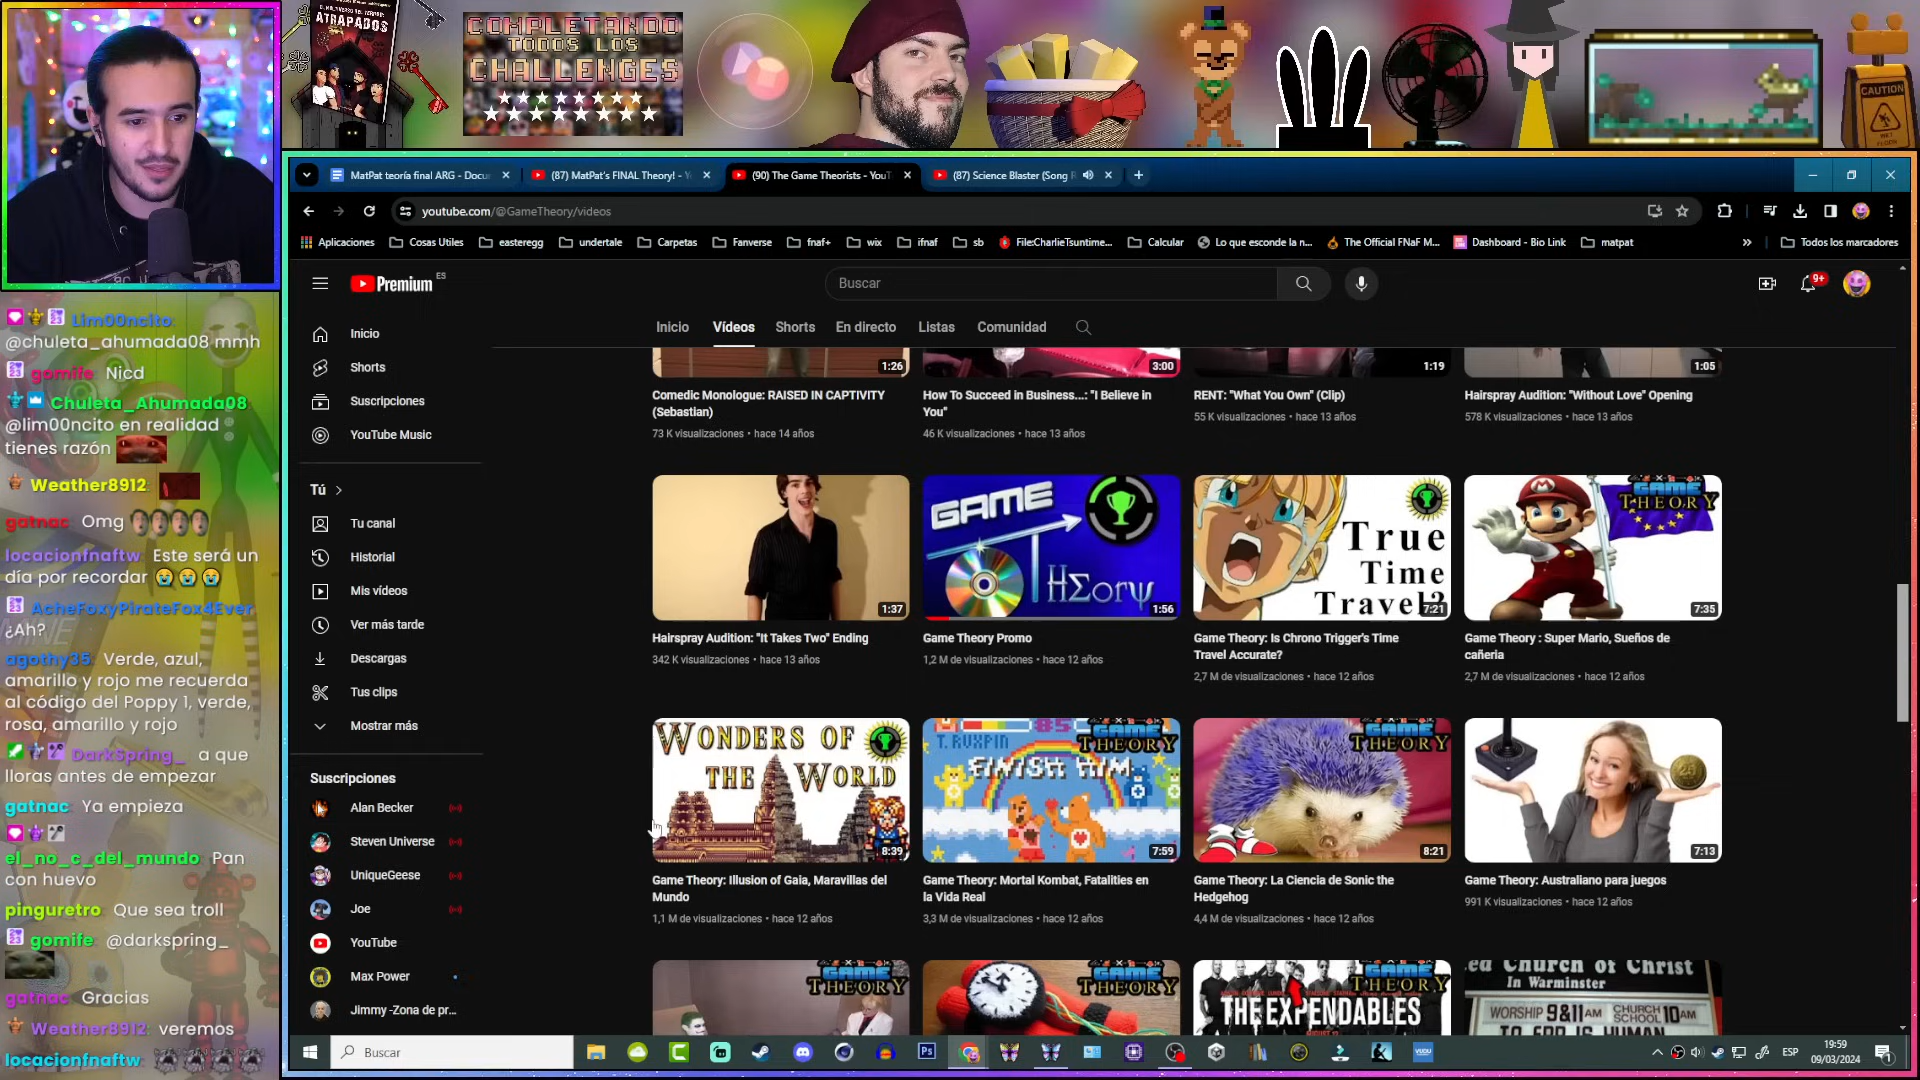 ATRAPADOS
COMPLETANDO
TODOS LOS
CHALLENGES
CAUTION
Lim00ncito:
@chuleta_ahumada08 mmh
gomife: Nicd
Chuleta_Ahumada08:
@lim00ncito en realidad
tienes razón
Weather8912:
gatnac: Omg
locacionfnaftw: Este será un
día por recordar
AcheFoxyPirateFox4Ever:
¿Ah?
agothy35: Verde, azul,
amarillo y rojo me recuerda
al código del Poppy 1, verde,
rosa, amarillo y rojo
DarkSpring_: a que
lloras antes de empezar
gatnac: Ya empieza
el_no_c_del_mundo: Pan
con huevo
pinguretro: Que sea troll
gomife: @darkspring_
gatnac: Gracias
Weather8912: veremos
locacionfnaftw:
MatPat teoría final ARG - Docu
(87) MatPat's FINAL Theory! - Y
(90) The Game Theorists - YouT
(87) Science Blaster (Song R
youtube.com/@GameTheory/videos
Aplicaciones
Cosas Utiles
easteregg
undertale
Carpetas
Fanverse
fnaf+
wix
ifnaf
sb
File:CharlieTsuntime...
Calcular
Lo que esconde la n...
The Official FNaF M...
Dashboard - Bio Link
matpat
Todos los marcadores
Premium ES
Buscar
9+
Inicio
Shorts
Suscripciones
YouTube Music
Tú
Tu canal
Historial
Mis vídeos
Ver más tarde
Descargas
Tus clips
Mostrar más
Suscripciones
Alan Becker
Steven Universe
UniqueGeese
Joe
YouTube
Max Power
Jimmy -Zona de pr...
Inicio
Vídeos
Shorts
En directo
Listas
Comunidad
1:26
3:00
1:19
1:05
Comedic Monologue: RAISED IN CAPTIVITY
(Sebastian)
73 K visualizaciones • hace 14 años
How To Succeed in Business...: "I Believe in
You"
46 K visualizaciones • hace 13 años
RENT: "What You Own" (Clip)
55 K visualizaciones • hace 13 años
Hairspray Audition: "Without Love" Opening
578 K visualizaciones • hace 13 años
1:37
GAME
THEORY
1:56
True
Time
Travel?
7:21
GAME
THEORY
7:35
Hairspray Audition: "It Takes Two" Ending
342 K visualizaciones • hace 13 años
Game Theory Promo
1,2 M de visualizaciones • hace 12 años
Game Theory: Is Chrono Trigger's Time
Travel Accurate?
2,7 M de visualizaciones • hace 12 años
Game Theory : Super Mario, Sueños de
cañeria
2,7 M de visualizaciones • hace 12 años
WONDERS OF
THE WORLD
8:39
#5
T. RUXPIN
GAME
THEORY
FINISH HIM
7:59
GAME
THEORY
8:21
7:13
Game Theory: Illusion of Gaia, Maravillas del
Mundo
1,1 M de visualizaciones • hace 12 años
Game Theory: Mortal Kombat, Fatalities en
la Vida Real
3,3 M de visualizaciones • hace 12 años
Game Theory: La Ciencia de Sonic the
Hedgehog
4,4 M de visualizaciones • hace 12 años
Game Theory: Australiano para juegos
991 K visualizaciones • hace 12 años
GAME
THEORY
GAME
THEORY
GAME
THEORY
THE EXPENDABLES
ed Church of Christ
In Warminster
WORSHIP 9&11AM
CHURCH
SCHOOL 10AM
TO ERR IS HUMAN
Buscar
Ps
VUDU
ESP
19:59
09/03/2024
1